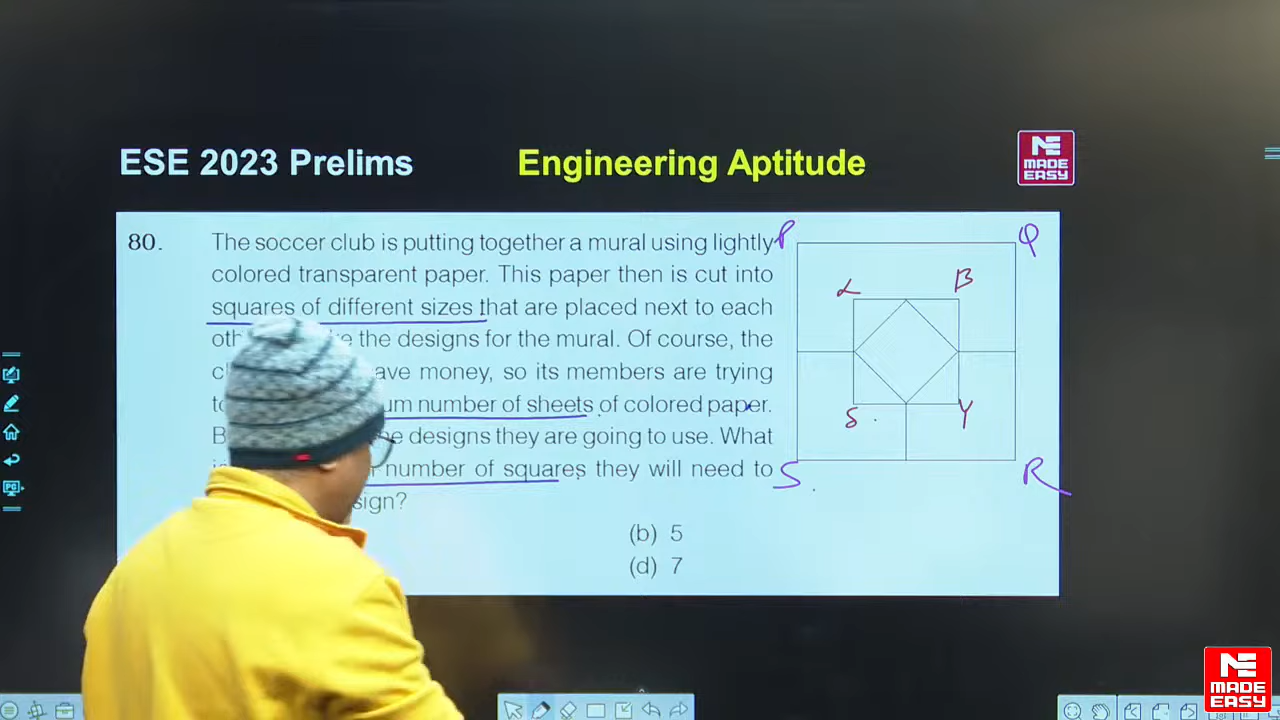 ESE 2023 Prelims
Engineering Aptitude
MADE
EASY
80.
The soccer club is putting together a mural using lightly
colored transparent paper. This paper then is cut into
squares of different sizes that are placed next to each
the designs for the mural. Of course, the
money, so its members are trying
number of sheets of colored paper.
designs they are going to use. What
number of squares they will need to
(b) 5
(d) 7
P
Q
B
S
Y
S
R
MADE
EASY